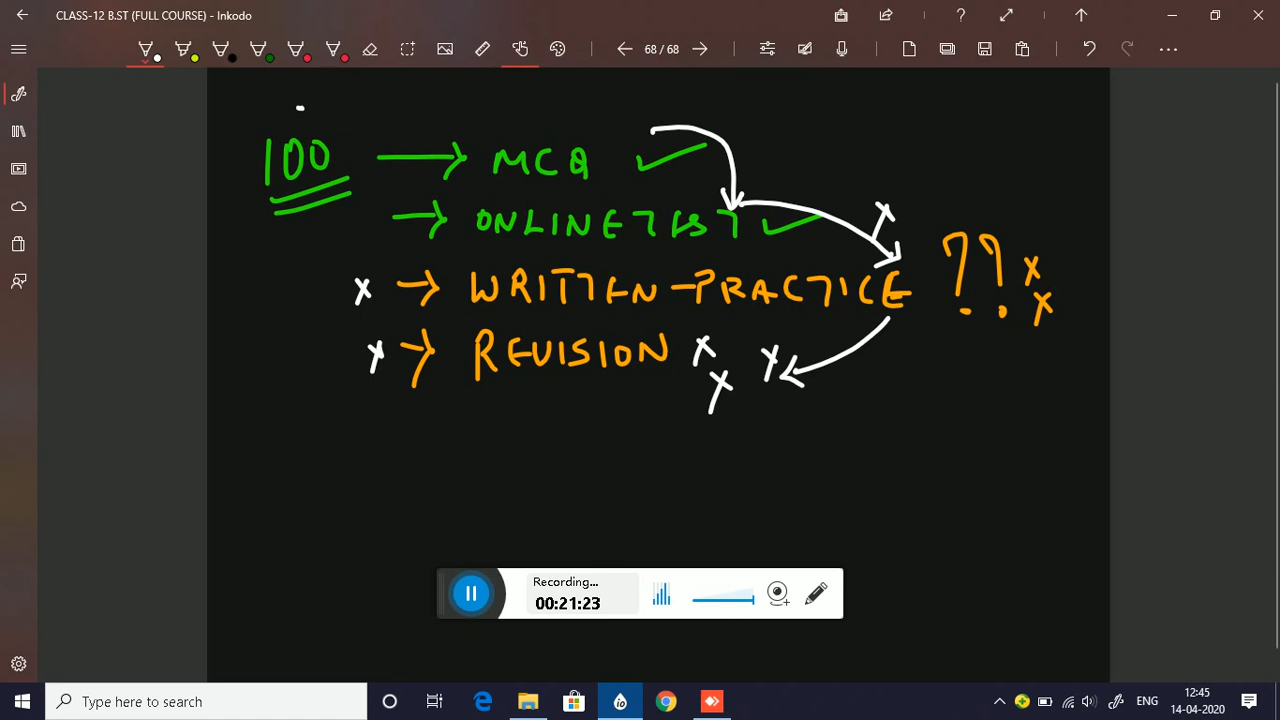 CLASS-12 B.ST (FULL COURSE) - Inkodo
68 / 68
100 → MCQ ✓
→ ONLINE TEST ✓
x → WRITTEN-PRACTICE ?? x x
x → REVISION x x x
x
Recording...
00:21:23
Type here to search
ENG
12:45
14-04-2020